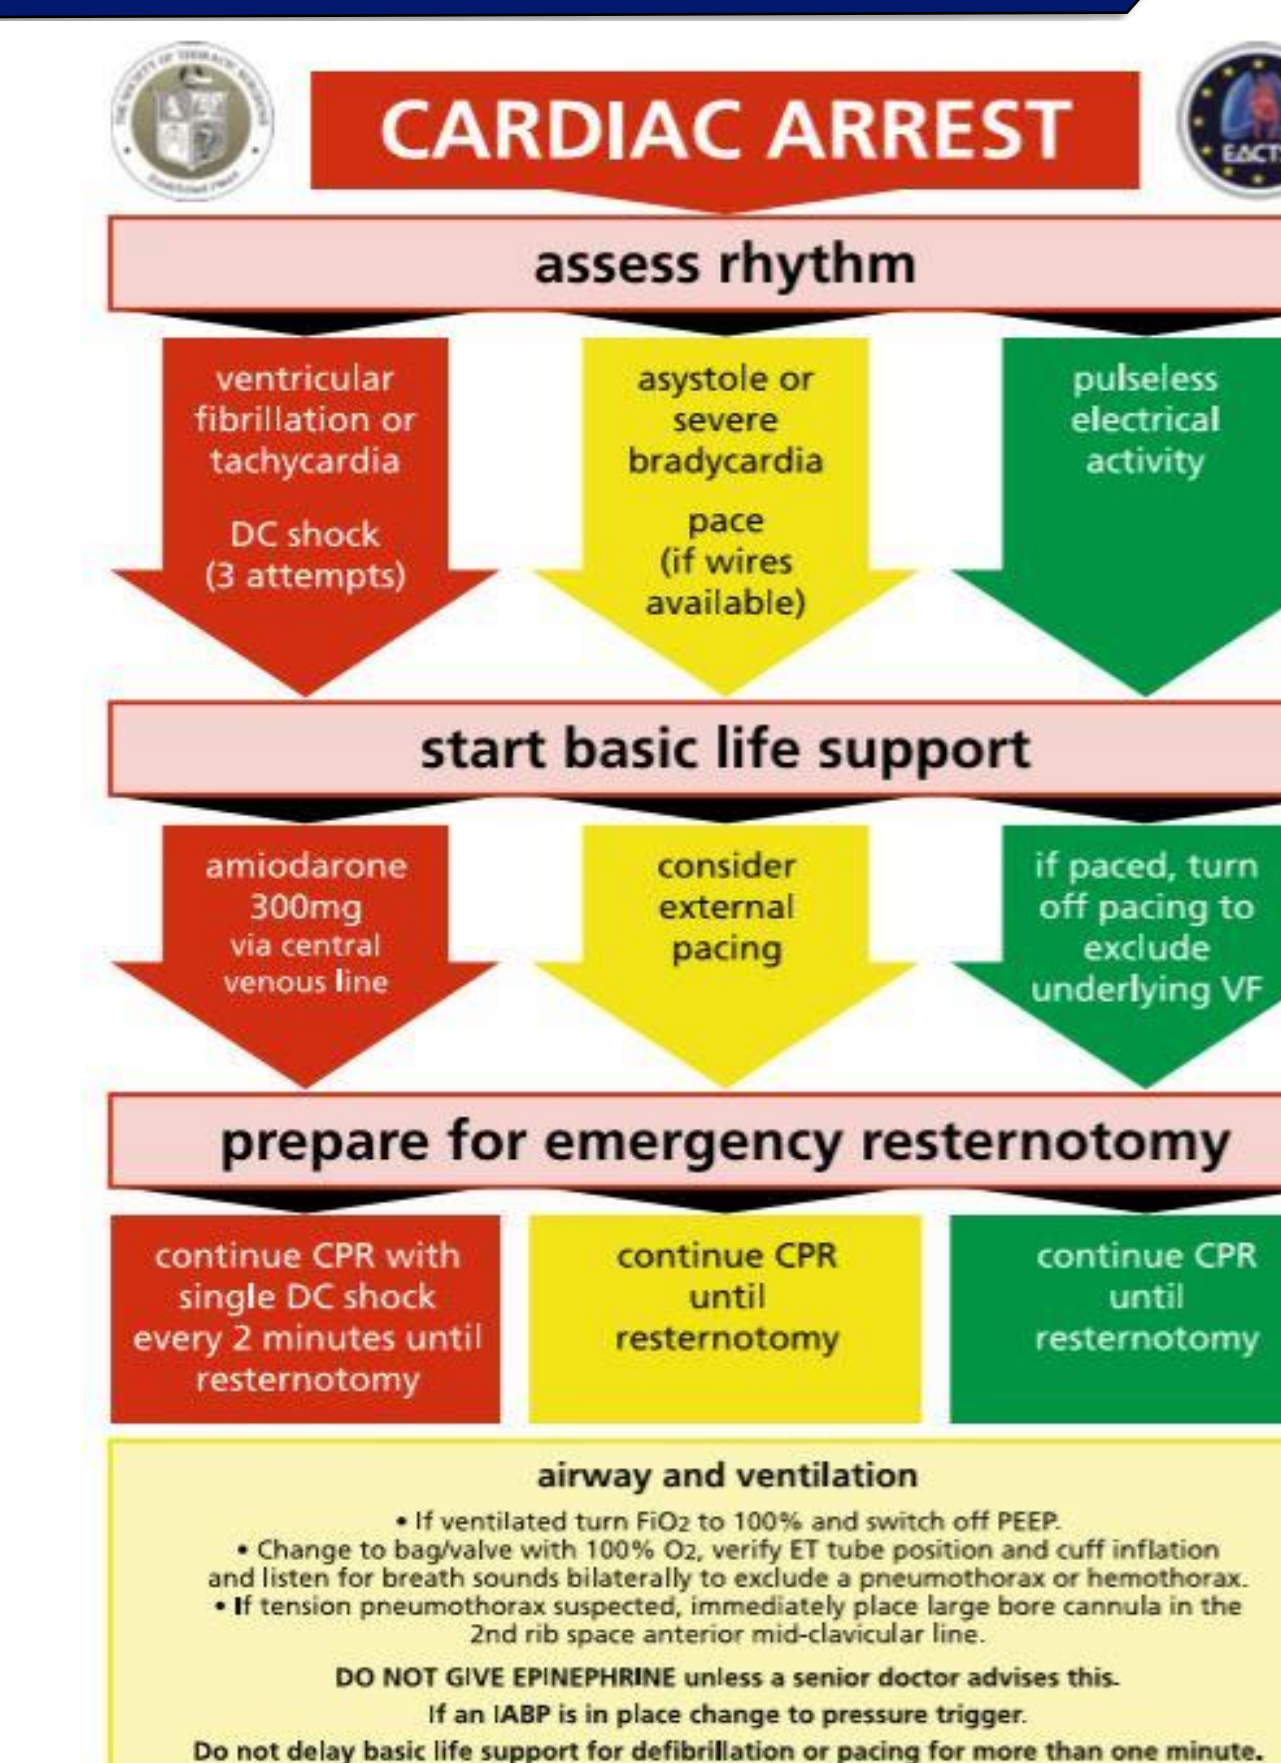 CARDIAC ARREST
EACTS
assess rhythm
ventricular
fibrillation or
tachycardia
DC shock
(3 attempts)
asystole or
severe
bradycardia
pace
(if wires
available)
pulseless
electrical
activity
start basic life support
amiodarone
300mg
via central
venous line
consider
external
pacing
if paced, turn
off pacing to
exclude
underlying VF
prepare for emergency resternotomy
continue CPR with
single DC shock
every 2 minutes until
resternotomy
continue CPR
until
resternotomy
continue CPR
until
resternotomy
airway and ventilation
• If ventilated turn FiO2 to 100% and switch off PEEP.
• Change to bag/valve with 100% O2, verify ET tube position and cuff inflation
and listen for breath sounds bilaterally to exclude a pneumothorax or hemothorax.
• If tension pneumothorax suspected, immediately place large bore cannula in the
2nd rib space anterior mid-clavicular line.
DO NOT GIVE EPINEPHRINE unless a senior doctor advises this.
If an IABP is in place change to pressure trigger.
Do not delay basic life support for defibrillation or pacing for more than one minute.